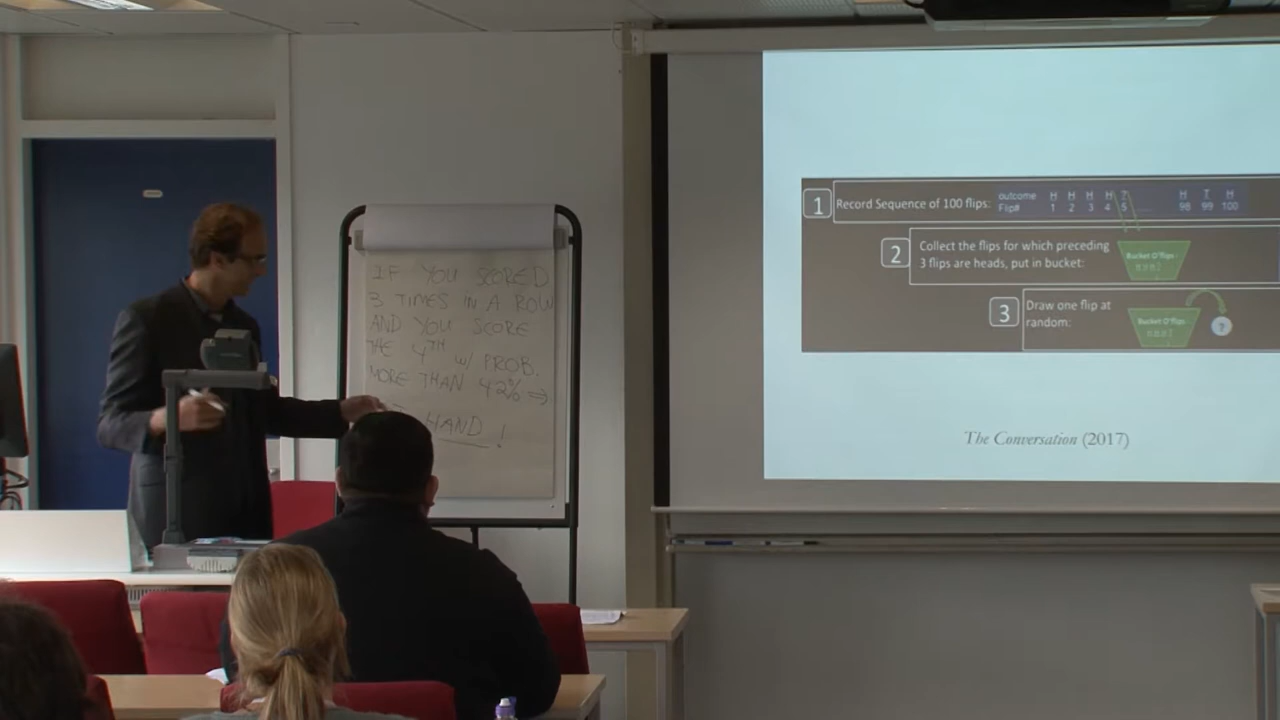 IF YOU SCORED
3 TIMES IN A ROW
AND YOU SCORE
THE 4TH W/ PROB.
MORE THAN 42% ⇒
HAND!
1 Record Sequence of 100 flips:
outcome H H H H ? H T H
Flip# 1 2 3 4 5 98 99 100
2 Collect the flips for which preceding
3 flips are heads, put in bucket:
Bucket O'flips
3 Draw one flip at
random:
Bucket O'flips
?
The Conversation (2017)